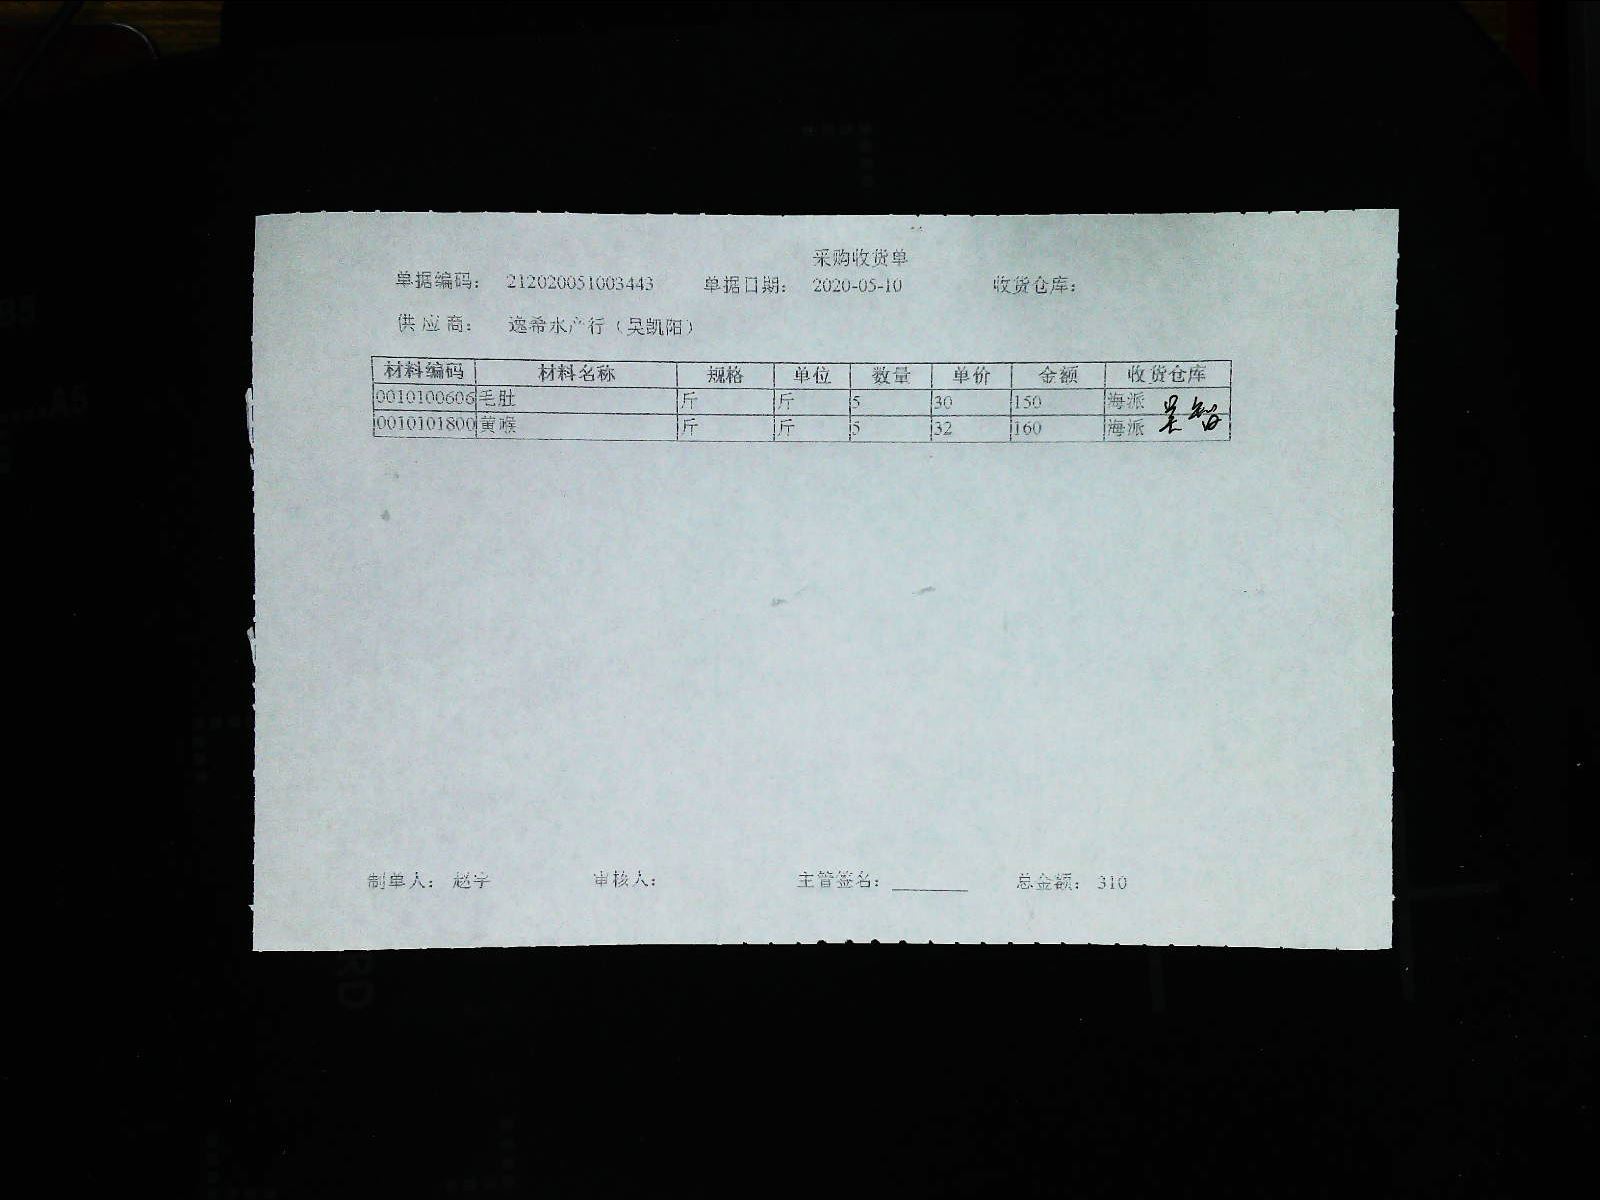 采购收货单
单据编码： 212020051003443 单据日期： 2020-05-10 收货仓库：
供 应 商： 逸希水产行（吴凯阳）
材料编码 材料名称 规格 单位 数量 单价 金额 收货仓库
0010100606 毛肚 斤 斤 5 30 150 海派
0010101800 黄喉 斤 斤 5 32 160 海派
制单人： 赵宇 审核人： 主管签名： ________ 总金额： 310